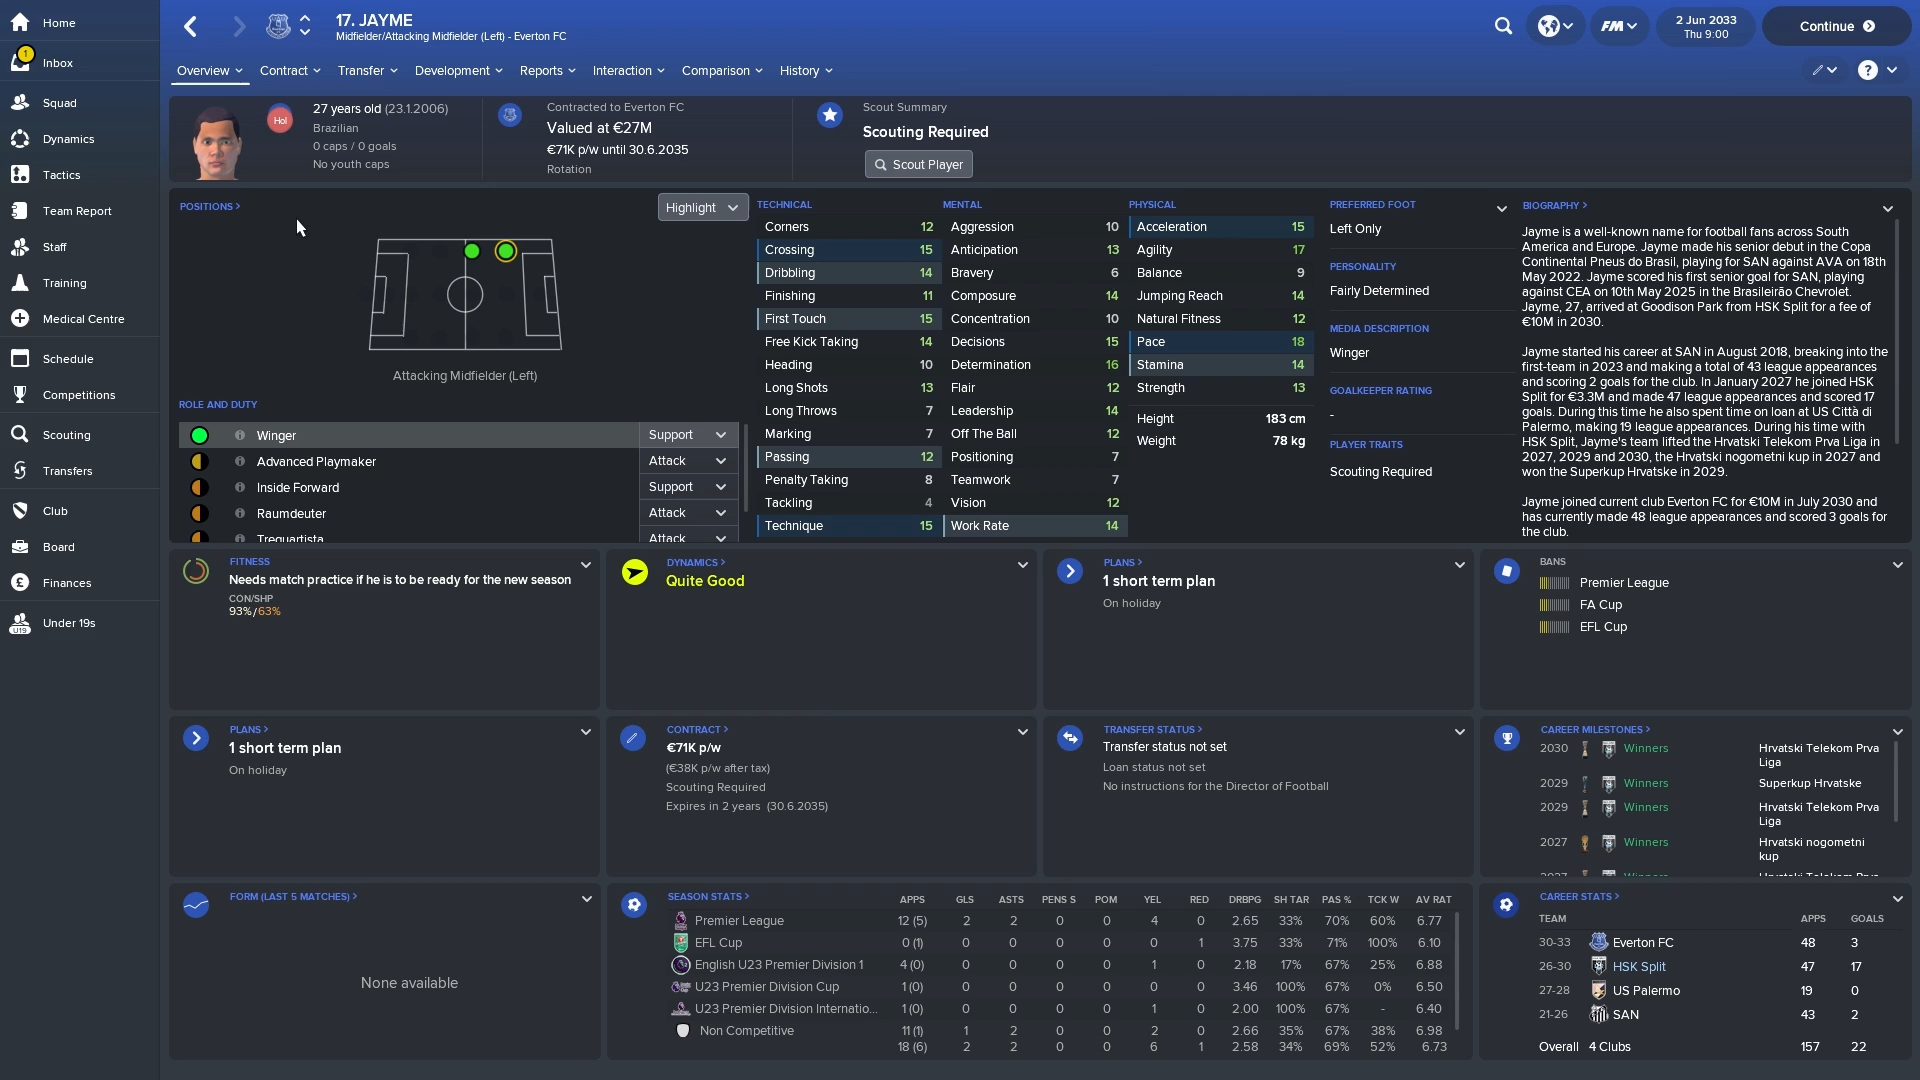 Home
Inbox
1
Squad
Dynamics
Tactics
Team Report
Staff
Training
Medical Centre
Schedule
Competitions
Scouting
Transfers
Club
Board
Finances
Under 19s
U19
17. JAYME
Midfielder/Attacking Midfielder (Left) - Everton FC
FM
2 Jun 2033
Thu 9:00
Continue
Overview
Contract
Transfer
Development
Reports
Interaction
Comparison
History
?
Hol
27 years old (23.1.2006)
Brazilian
0 caps / 0 goals
No youth caps
Contracted to Everton FC
Valued at €27M
€71K p/w until 30.6.2035
Rotation
Scout Summary
Scouting Required
Scout Player
POSITIONS >
Highlight
Attacking Midfielder (Left)
ROLE AND DUTY
Winger Support
Advanced Playmaker Attack
Inside Forward Support
Raumdeuter Attack
Trequartista Attack
TECHNICAL
Corners 12
Crossing 15
Dribbling 14
Finishing 11
First Touch 15
Free Kick Taking 14
Heading 10
Long Shots 13
Long Throws 7
Marking 7
Passing 12
Penalty Taking 8
Tackling 4
Technique 15
MENTAL
Aggression 10
Anticipation 13
Bravery 6
Composure 14
Concentration 10
Decisions 15
Determination 16
Flair 12
Leadership 14
Off The Ball 12
Positioning 7
Teamwork 7
Vision 12
Work Rate 14
PHYSICAL
Acceleration 15
Agility 17
Balance 9
Jumping Reach 14
Natural Fitness 12
Pace 18
Stamina 14
Strength 13
Height 183 cm
Weight 78 kg
PREFERRED FOOT
Left Only
PERSONALITY
Fairly Determined
MEDIA DESCRIPTION
Winger
GOALKEEPER RATING
-
PLAYER TRAITS
Scouting Required
BIOGRAPHY >
Jayme is a well-known name for football fans across South
America and Europe. Jayme made his senior debut in the Copa
Continental Pneus do Brasil, playing for SAN against AVA on 18th
May 2022. Jayme scored his first senior goal for SAN, playing
against CEA on 10th May 2025 in the Brasileirão Chevrolet.
Jayme, 27, arrived at Goodison Park from HSK Split for a fee of
€10M in 2030.
Jayme started his career at SAN in August 2018, breaking into the
first-team in 2023 and making a total of 43 league appearances
and scoring 2 goals for the club. In January 2027 he joined HSK
Split for €3.3M and made 47 league appearances and scored 17
goals. During this time he also spent time on loan at US Città di
Palermo, making 19 league appearances. During his time with
HSK Split, Jayme's team lifted the Hrvatski Telekom Prva Liga in
2027, 2029 and 2030, the Hrvatski nogometni kup in 2027 and
won the Superkup Hrvatske in 2029.
Jayme joined current club Everton FC for €10M in July 2030 and
has currently made 48 league appearances and scored 3 goals for
the club.
FITNESS
Needs match practice if he is to be ready for the new season
CON/SHP
93%/63%
DYNAMICS >
Quite Good
PLANS >
1 short term plan
On holiday
BANS
Premier League
FA Cup
EFL Cup
PLANS >
1 short term plan
On holiday
CONTRACT >
€71K p/w
(€38K p/w after tax)
Scouting Required
Expires in 2 years (30.6.2035)
TRANSFER STATUS >
Transfer status not set
Loan status not set
No instructions for the Director of Football
CAREER MILESTONES >
2030 Winners Hrvatski Telekom Prva
Liga
2029 Winners Superkup Hrvatske
2029 Winners Hrvatski Telekom Prva
Liga
2027 Winners Hrvatski nogometni
kup
2027 Winners Hrvatski Telekom Prva
FORM (LAST 5 MATCHES) >
None available
SEASON STATS > APPS GLS ASTS PENS S POM YEL RED DRBPG SH TAR PAS % TCK W AV RAT
Premier League 12 (5) 2 2 0 0 4 0 2.65 33% 70% 60% 6.77
EFL Cup 0 (1) 0 0 0 0 0 1 3.75 33% 71% 100% 6.10
English U23 Premier Division 1 4 (0) 0 0 0 0 1 0 2.18 17% 67% 25% 6.88
U23 Premier Division Cup 1 (0) 0 0 0 0 0 0 3.46 100% 67% 0% 6.50
U23 Premier Division Internatio... 1 (0) 0 0 0 0 1 0 2.00 100% 67% - 6.40
Non Competitive 11 (1) 1 2 0 0 2 0 2.66 35% 67% 38% 6.98
18 (6) 2 2 0 0 6 1 2.58 34% 69% 52% 6.73
CAREER STATS >
TEAM APPS GOALS
30-33 Everton FC 48 3
26-30 HSK Split 47 17
27-28 US Palermo 19 0
21-26 SAN 43 2
Overall 4 Clubs 157 22